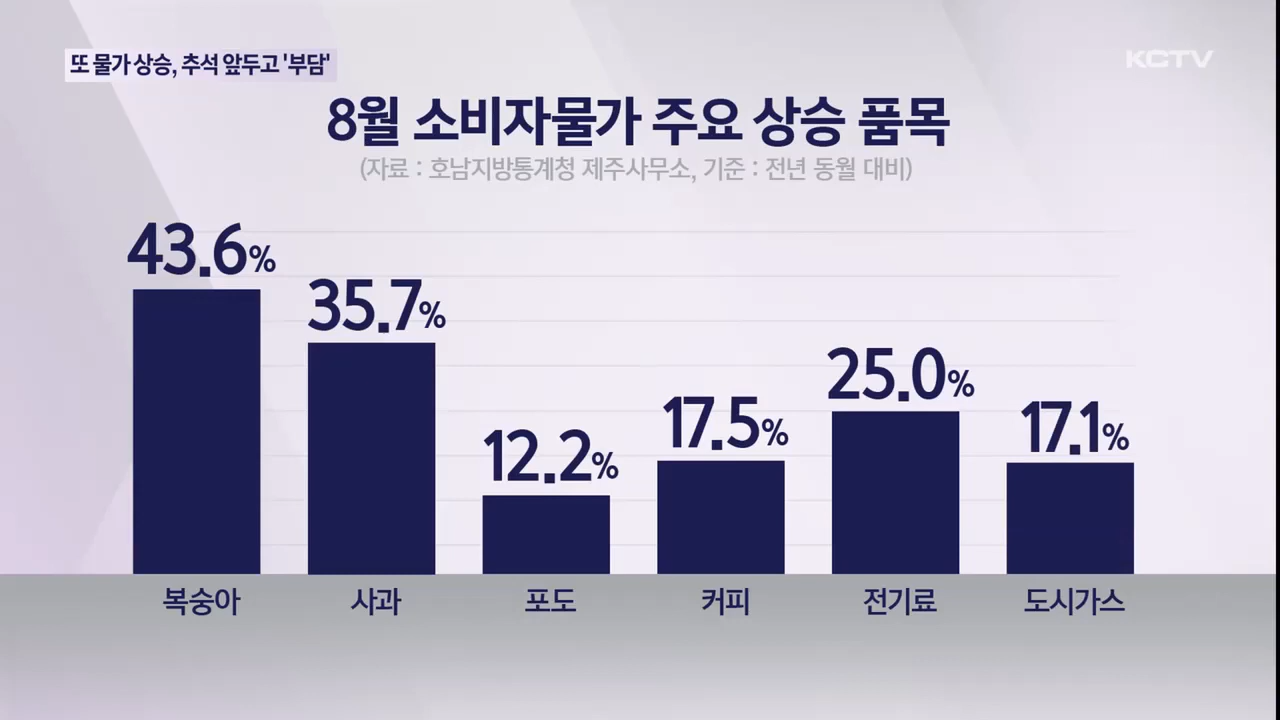 또 물가 상승, 추석 앞두고 '부담'
KCTV
8월 소비자물가 주요 상승 품목
(자료 : 호남지방통계청 제주사무소, 기준 : 전년 동월 대비)
43.6%
35.7%
12.2%
17.5%
25.0%
17.1%
복숭아
사과
포도
커피
전기료
도시가스